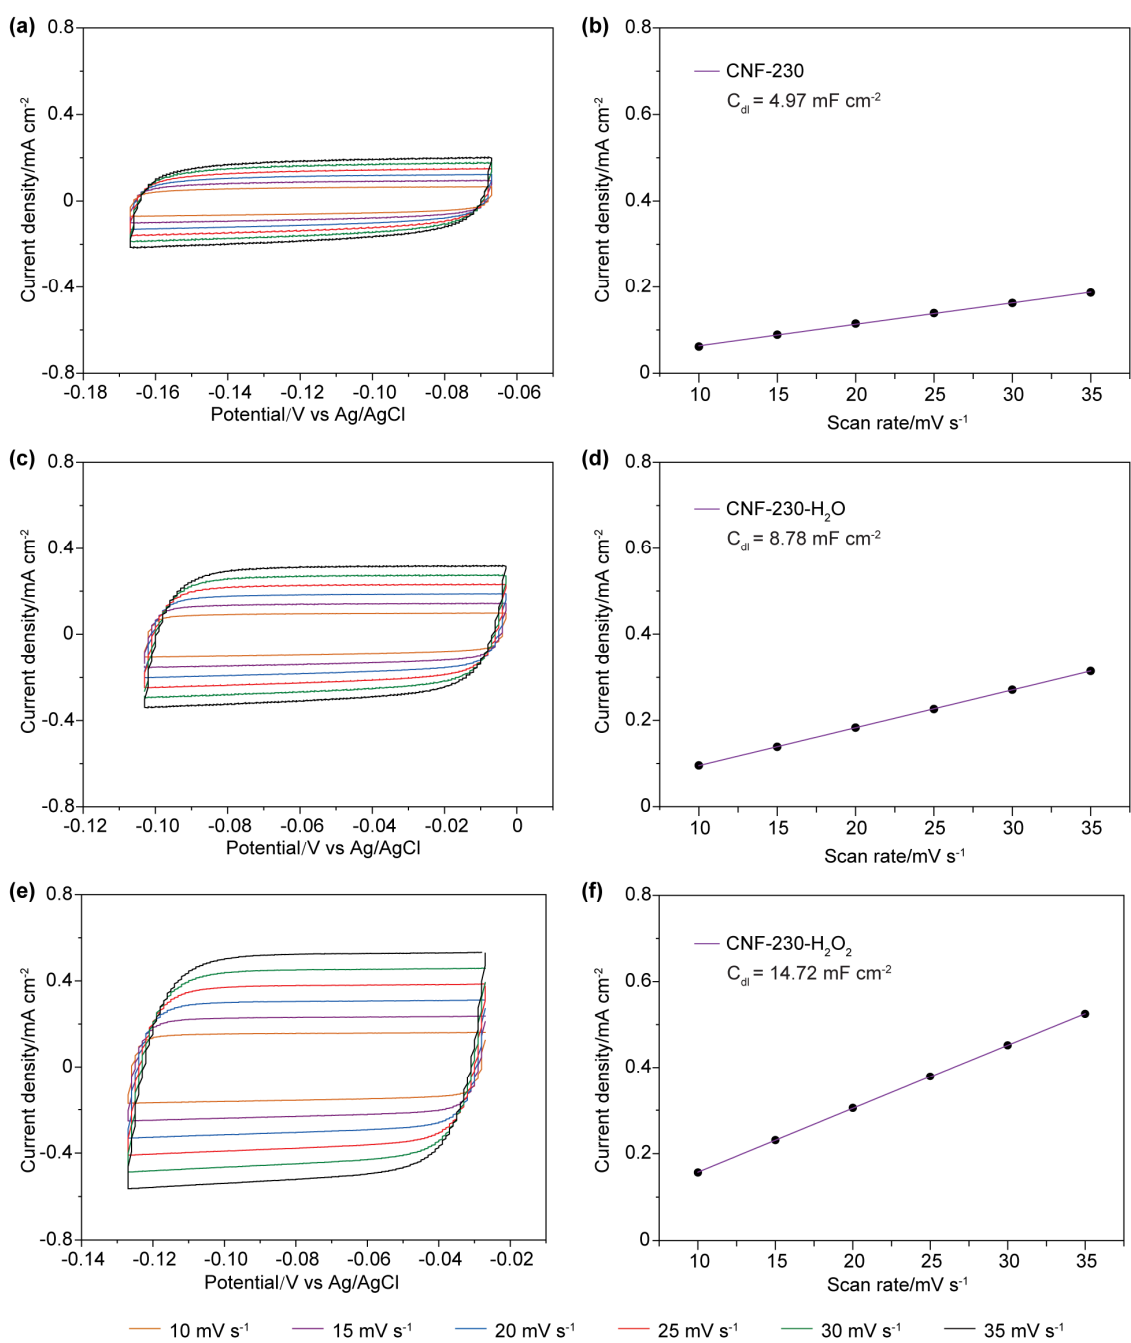 (a)
0.8
0.4
0
-0.4
-0.8
Current density/mA cm⁻²
-0.18 -0.16 -0.14 -0.12 -0.10 -0.08 -0.06
Potential/V vs Ag/AgCl
(b)
0.8
0.6
0.4
0.2
0
Current density/mA cm⁻²
CNF-230
C_dl = 4.97 mF cm⁻²
10 15 20 25 30 35
Scan rate/mV s⁻¹
(c)
0.8
0.4
0
-0.4
-0.8
Current density/mA cm⁻²
-0.12 -0.10 -0.08 -0.06 -0.04 -0.02 0
Potential/V vs Ag/AgCl
(d)
0.8
0.6
0.4
0.2
0
Current density/mA cm⁻²
CNF-230-H₂O
C_dl = 8.78 mF cm⁻²
10 15 20 25 30 35
Scan rate/mV s⁻¹
(e)
0.8
0.4
0
-0.4
-0.8
Current density/mA cm⁻²
-0.14 -0.12 -0.10 -0.08 -0.06 -0.04 -0.02
Potential/V vs Ag/AgCl
(f)
0.8
0.6
0.4
0.2
0
Current density/mA cm⁻²
CNF-230-H₂O₂
C_dl = 14.72 mF cm⁻²
10 15 20 25 30 35
Scan rate/mV s⁻¹
10 mV s⁻¹ 15 mV s⁻¹ 20 mV s⁻¹ 25 mV s⁻¹ 30 mV s⁻¹ 35 mV s⁻¹